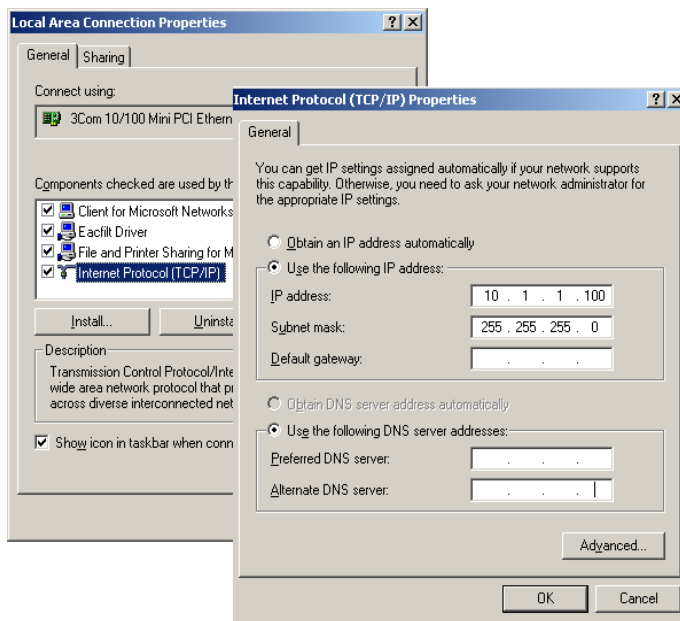 Local Area Connection Properties
General
Sharing
Connect using:
3Com 10/100 Mini PCI Ethern
Components checked are used by th
Client for Microsoft Networks
Eacfilt Driver
File and Printer Sharing for M
Internet Protocol (TCP/IP)
Install...
Uninsta
Description
Transmission Control Protocol/Inte
wide area network protocol that pr
across diverse interconnected net
Show icon in taskbar when conn
Internet Protocol (TCP/IP) Properties
General
You can get IP settings assigned automatically if your network supports
this capability. Otherwise, you need to ask your network administrator for
the appropriate IP settings.
Obtain an IP address automatically
Use the following IP address:
IP address: 10 . 1 . 1 . 100
Subnet mask: 255 . 255 . 255 . 0
Default gateway: . . .
Obtain DNS server address automatically
Use the following DNS server addresses:
Preferred DNS server: . . .
Alternate DNS server: . . .
Advanced...
OK
Cancel